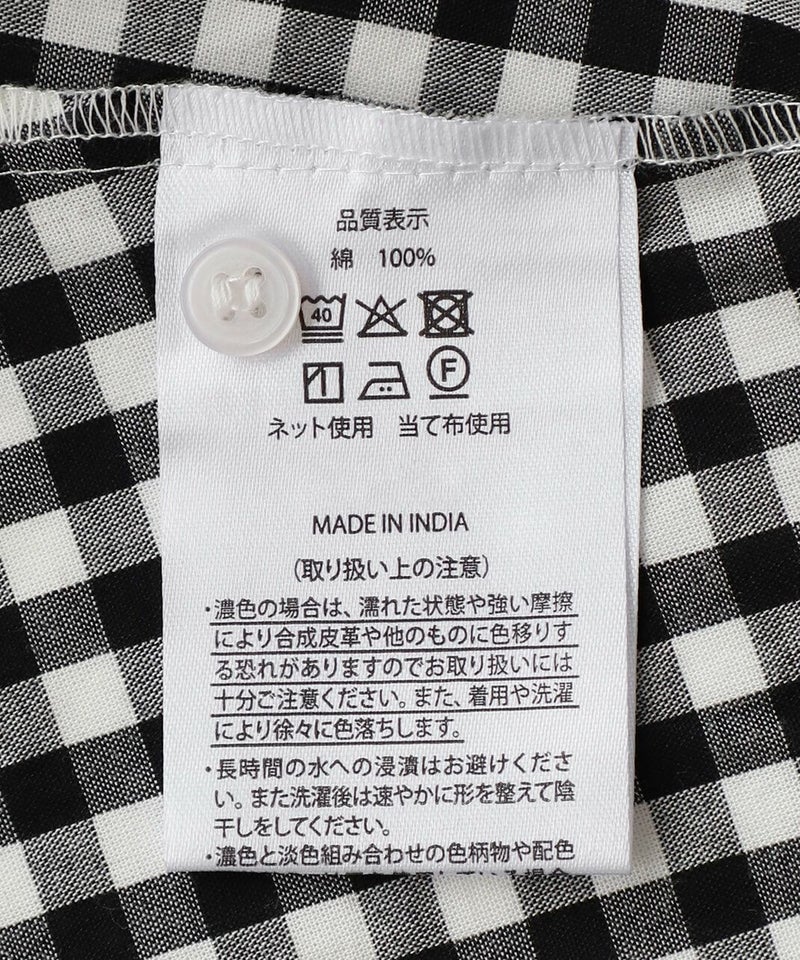 品質表示
綿 100%
40
F
ネット使用 当て布使用
MADE IN INDIA
(取り扱い上の注意)
・濃色の場合は、濡れた状態や強い摩擦
により合成皮革や他のものに色移りす
る恐れがありますのでお取り扱いには
十分ご注意ください。また、着用や洗濯
により徐々に色落ちします。
・長時間の水への浸漬はお避けくださ
い。また洗濯後は速やかに形を整えて陰
干しをしてください。
・濃色と淡色組み合わせの色柄物や配色